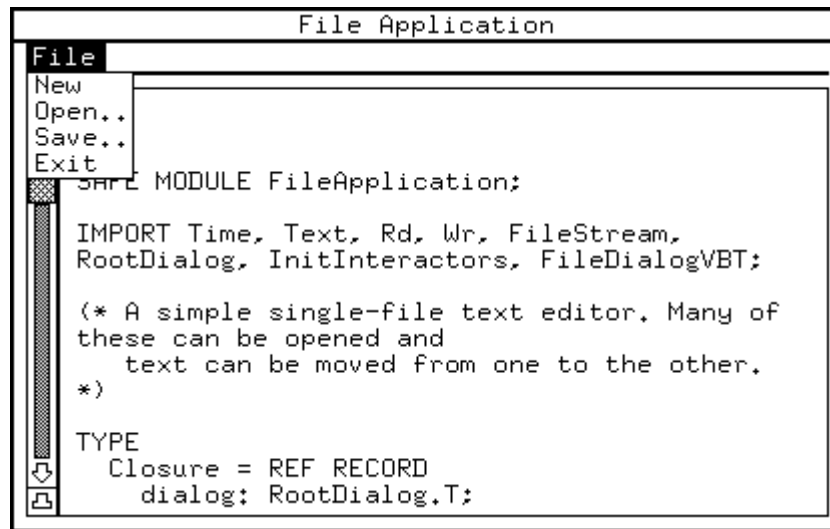 File Application
File
New
Open..
Save..
Exit
SAFE MODULE FileApplication;
IMPORT Time, Text, Rd, Wr, FileStream,
RootDialog, InitInteractors, FileDialogVBT;
(* A simple single-file text editor. Many of
these can be opened and
text can be moved from one to the other.
*)
TYPE
Closure = REF RECORD
dialog: RootDialog.T;